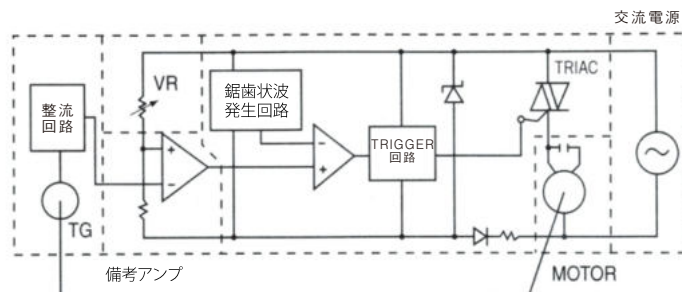 交流電源
TRIAC
VR
鋸歯状波
発生回路
整流
回路
TRIGGER
回路
TG
備考アンプ
MOTOR